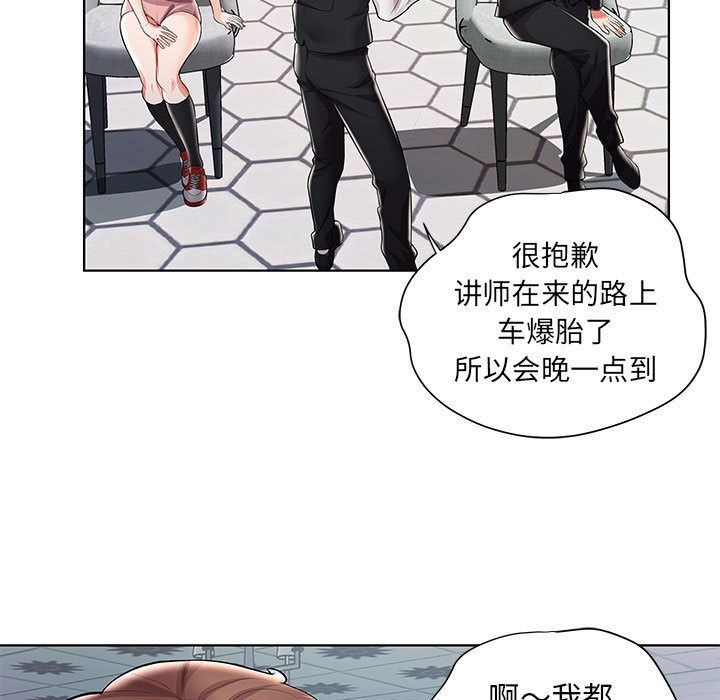 很抱歉
讲师在来的路上
车爆胎了
所以会晚一点到
啊～我都